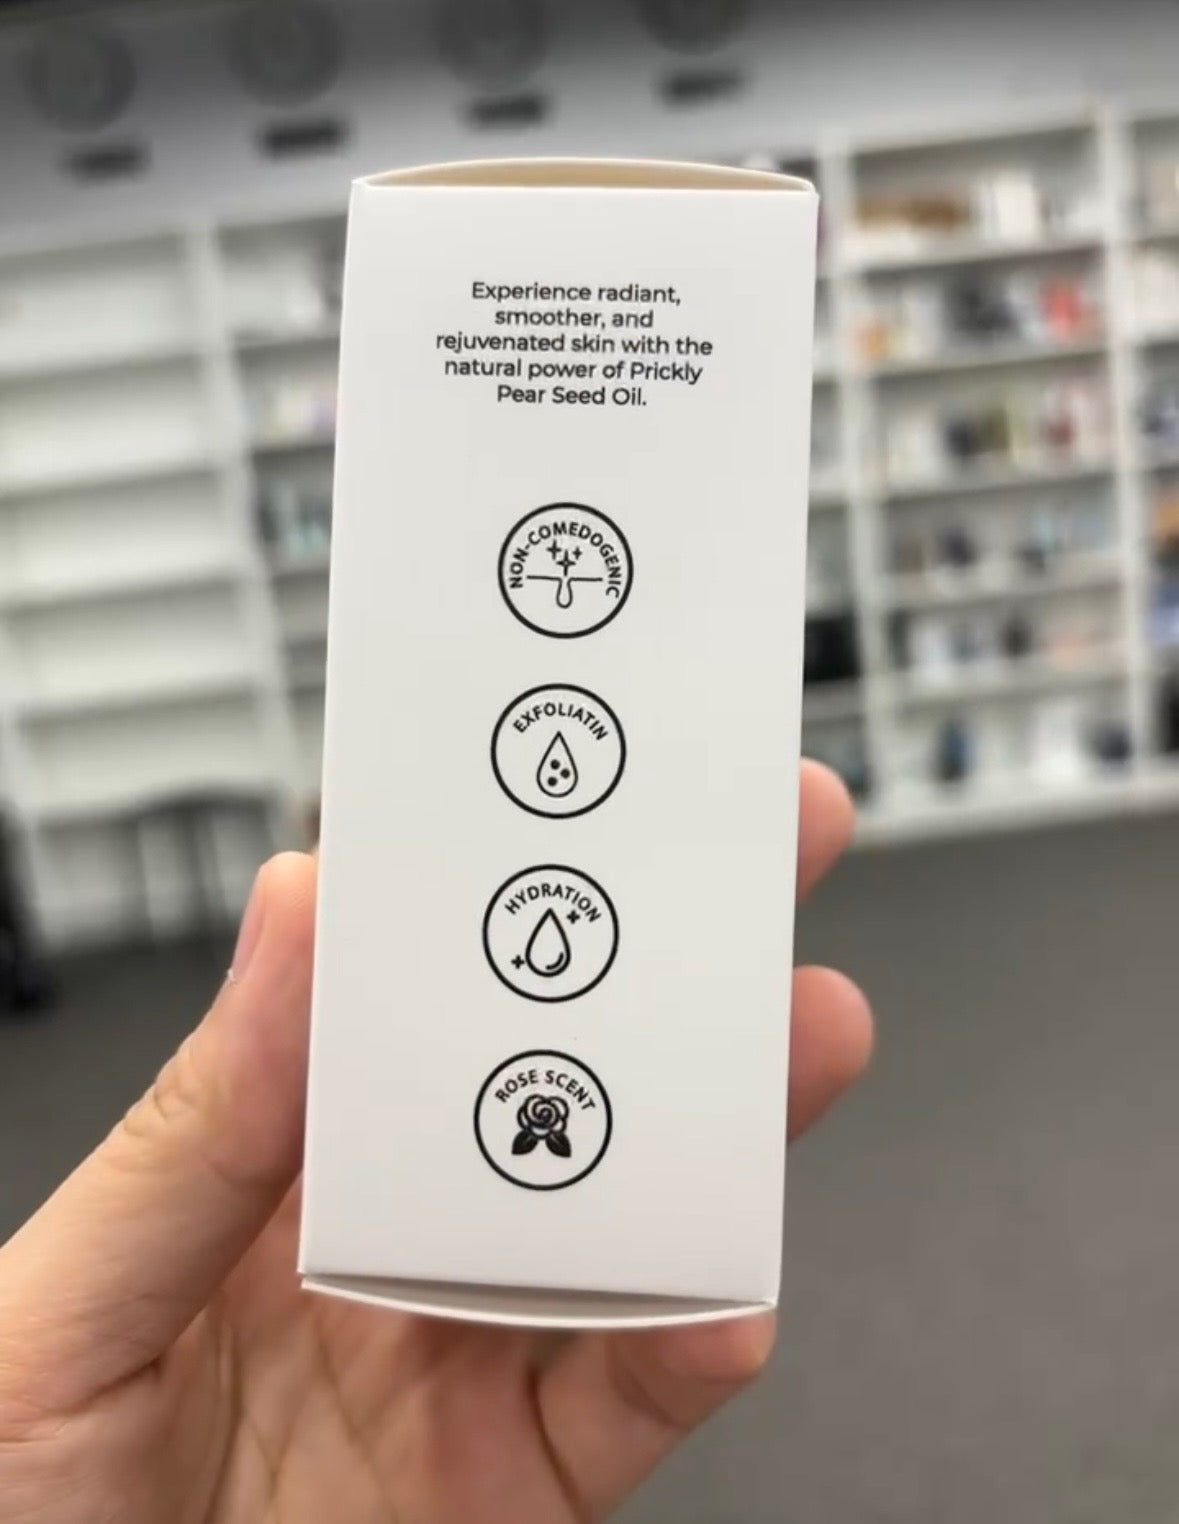 Experience radiant,
smoother, and
rejuvenated skin with the
natural power of Prickly
Pear Seed Oil.
NON-COMEDOGENIC
EXFOLIATIN
HYDRATION
ROSE SCENT